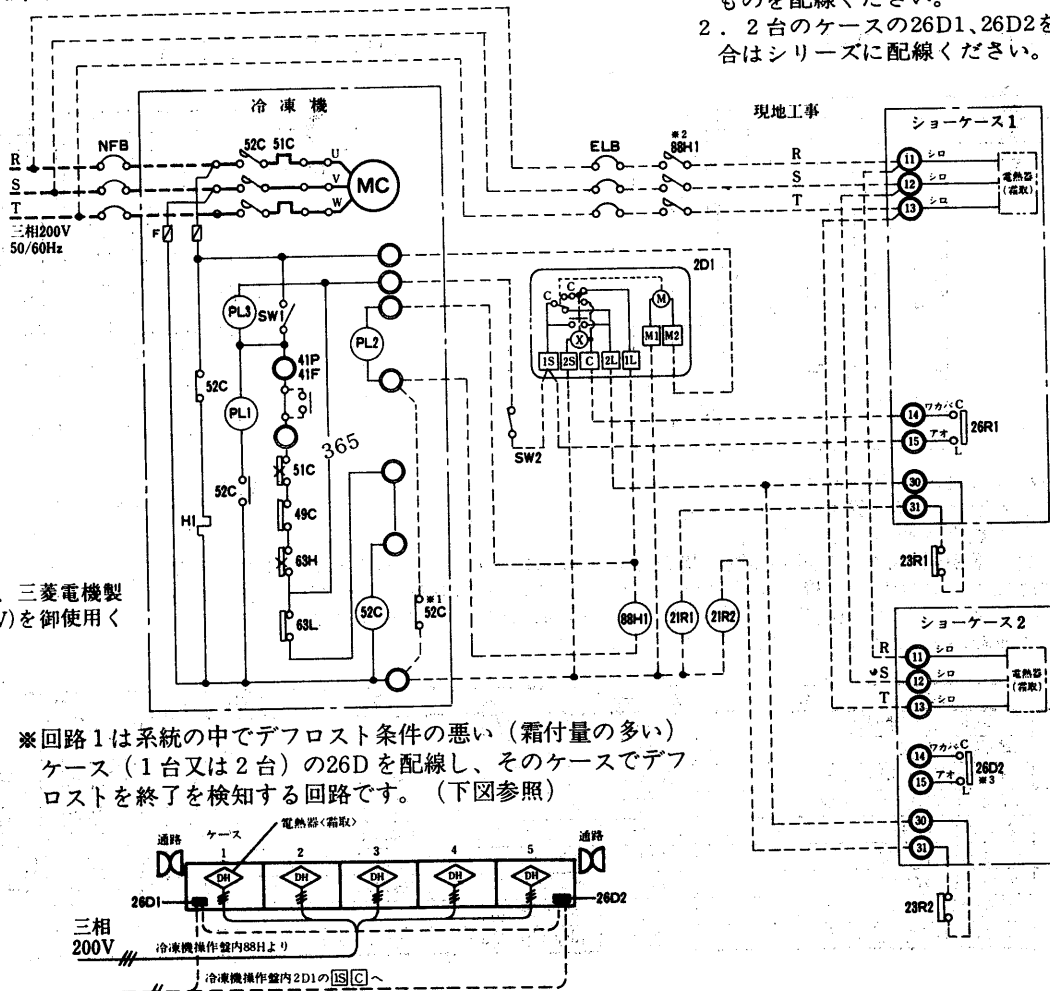 ものを配線ください。
2．2台のケースの26D1、26D2を
合はシリーズに配線ください。
冷凍機
現地工事
ショーケース1
NFB
52C 51C
ELB
※2
88H1
R
S
T
U
V
W
MC
R
S
T
11 シロ
12 シロ
13 シロ
電熱器
(霜取)
三相200V
50/60Hz
F
2D1
PL3
SW1
PL2
C
C
M
X
M1
M2
1S
2S
C
2L
1L
41P
41F
52C
PL1
365
51C
SW2
14 ワカバ C
15 アオ L
26R1
52C
49C
30
31
H1
63H
23R1
、三菱電機製
V)を御使用く
63L
52C
※1
52C
88H1
21R1
21R2
ショーケース2
R
S
T
11 シロ
12 シロ
13 シロ
電熱器
(霜取)
14 ワカバ C
15 アオ L
26D2
※3
30
31
23R2
※回路1は系統の中でデフロスト条件の悪い（霜付量の多い）
ケース（1台又は2台）の26Dを配線し、そのケースでデフ
ロストを終了を検知する回路です。（下図参照）
電熱器〈霜取〉
通路
ケース
通路
1
2
3
4
5
DH
DH
DH
DH
DH
26D1
26D2
三相
200V
冷凍機操作盤内88Hより
冷凍機操作盤内2D1の1S C へ